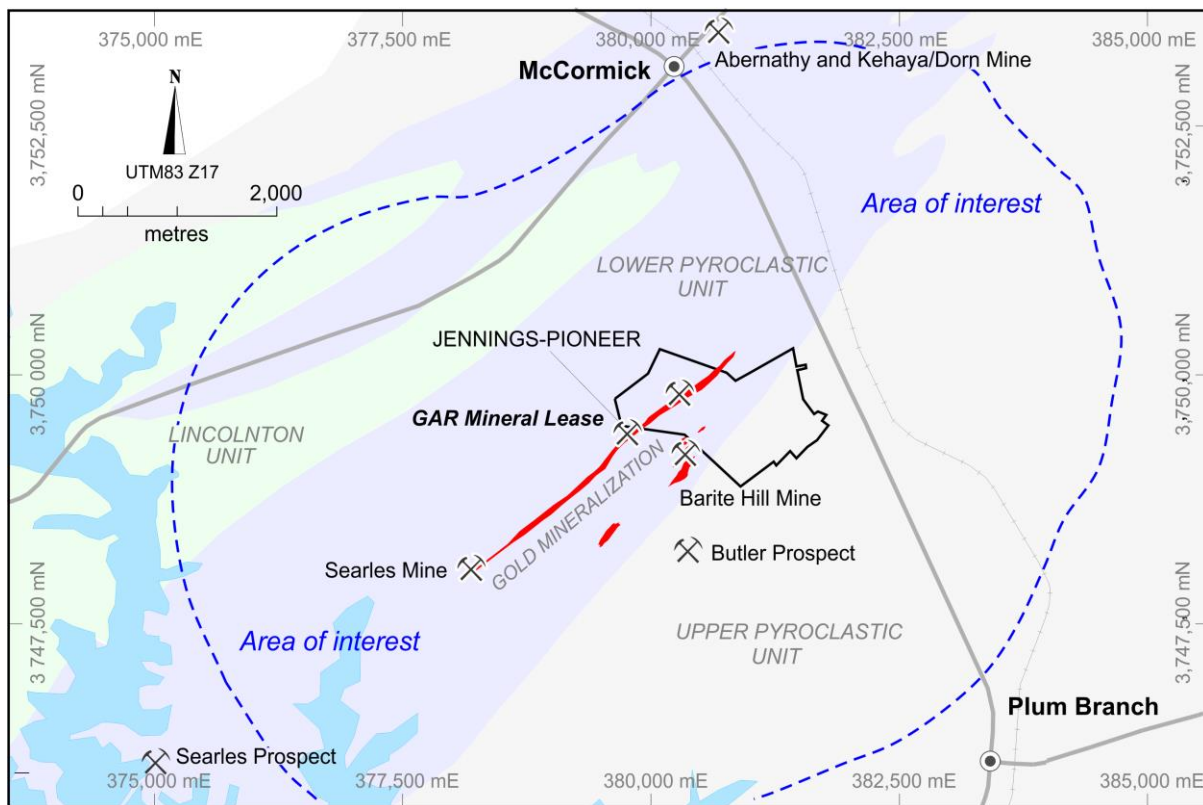 375,000 mE
377,500 mE
380,000 mE
382,500 mE
385,000 mE
Abernathy and Kehaya/Dorn Mine
McCormick
N
UTM83 Z17
0
2,000
metres
3,752,500 mN
3,752,500 mN
Area of interest
LOWER PYROCLASTIC
UNIT
JENNINGS-PIONEER
3,750 000 mN
3,750,000 mN
GAR Mineral Lease
LINCOLNTON
UNIT
GOLD MINERALIZATION
Barite Hill Mine
Butler Prospect
Searles Mine
3 747,500 mN
3,747,500 mN
Area of interest
UPPER PYROCLASTIC
UNIT
Plum Branch
Searles Prospect
375,000 mE
377,500 mE
380,000 mE
382,500 mE
385,000 mE